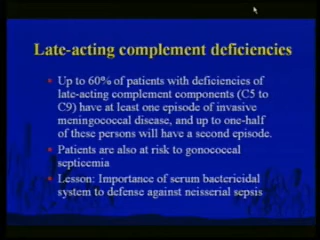 Late-acting complement deficiencies
Up to 60% of patients with deficiencies of
late-acting complement components (C5 to
C9) have at least one episode of invasive
meningococcal disease, and up to one-half
of these persons will have a second episode.
Patients are also at risk to gonococcal
septicemia
Lesson: Importance of serum bactericidal
system to defense against neisserial sepsis